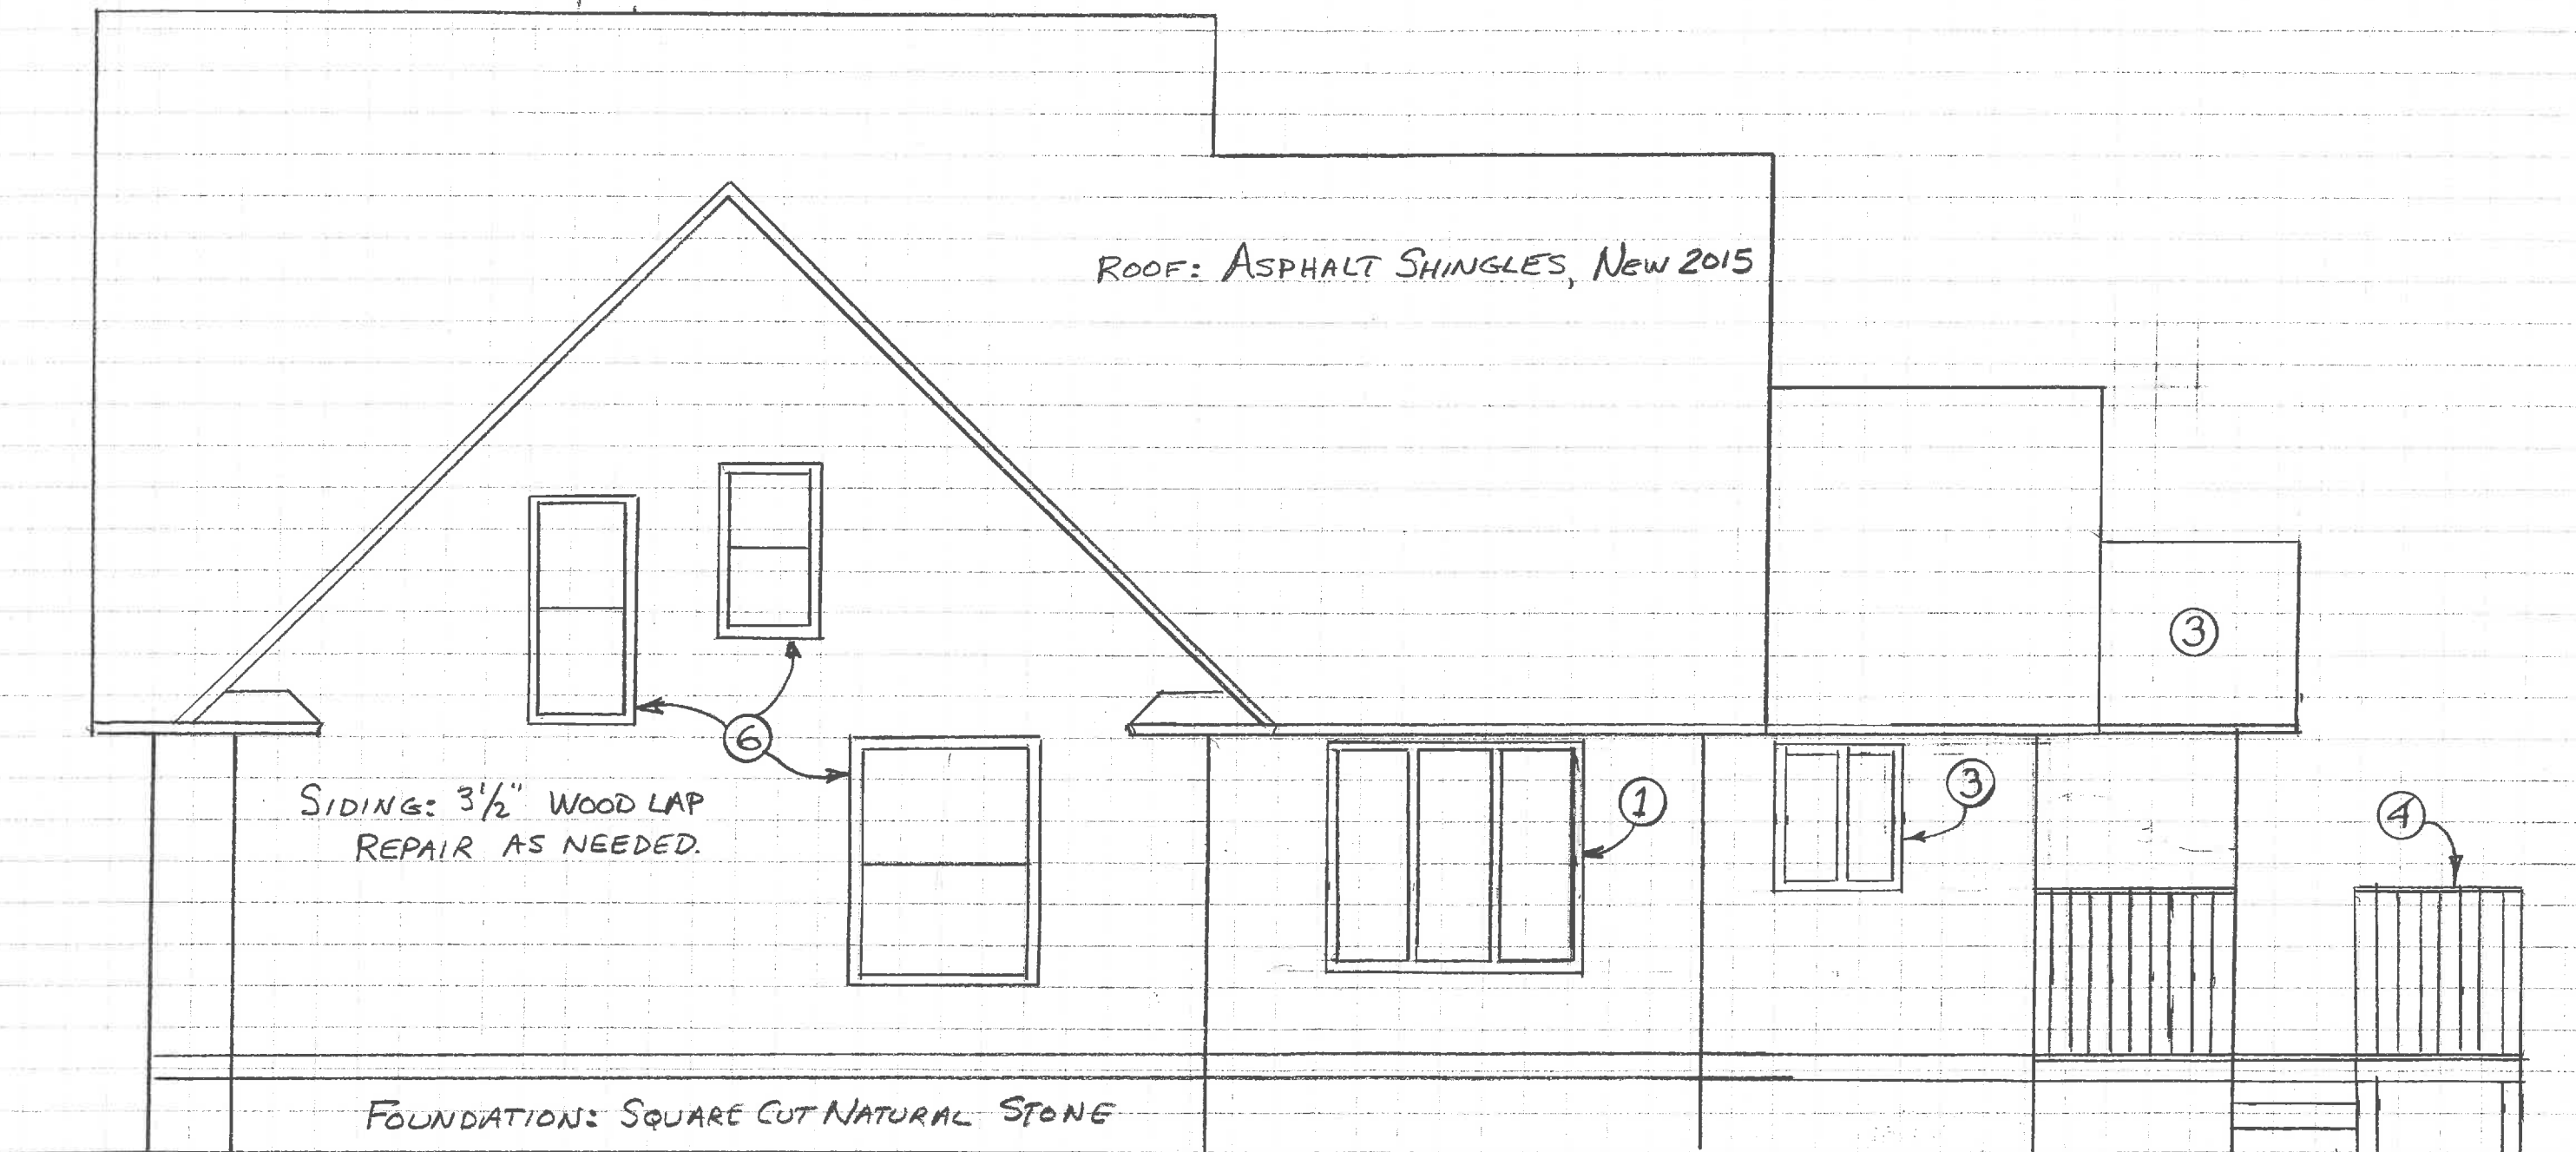 ROOF: ASPHALT SHINGLES, NEW 2015
3
6
SIDING: 3 1/2" WOOD LAP
REPAIR AS NEEDED.
1
3
4
FOUNDATION: SQUARE CUT NATURAL STONE